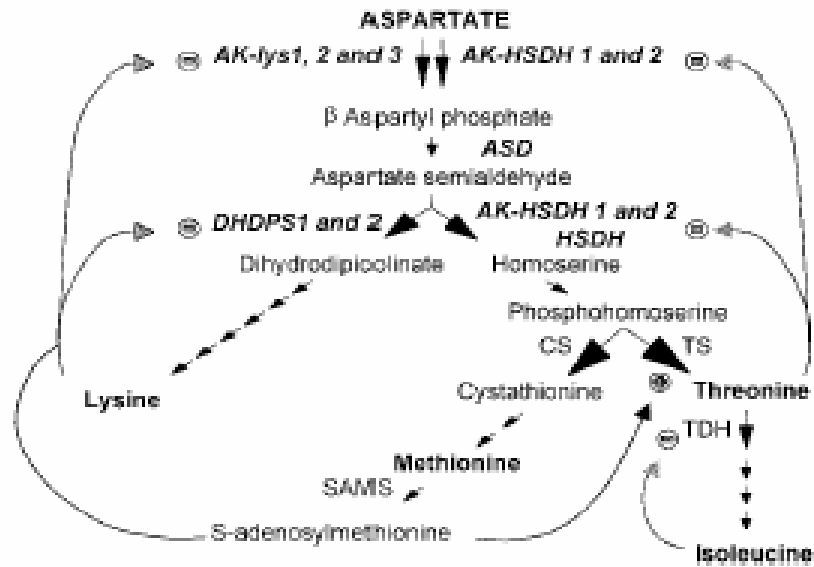 ASPARTATE
⊖ AK-lys1, 2 and 3 AK-HSDH 1 and 2 ⊖
β Aspartyl phosphate
ASD
Aspartate semialdehyde
⊖ DHDPS1 and 2 AK-HSDH 1 and 2 ⊖
HSDH
Dihydrodipicolinate Homoserine
Phosphohomoserine
CS TS
Lysine Cystathionine ⊕ Threonine
⊖ TDH
Methionine
SAMS
S-adenosylmethionine
Isoleucine